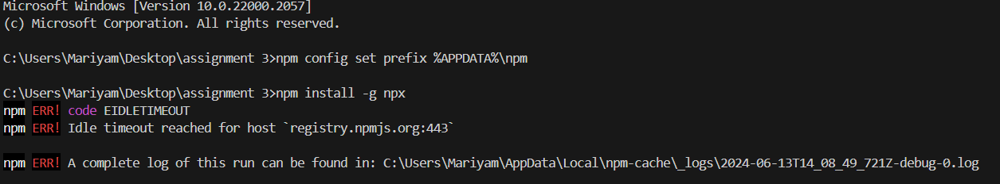 Microsoft Windows [Version 10.0.22000.2057]
(c) Microsoft Corporation. All rights reserved.
C:\Users\Mariyam\Desktop\assignment 3>npm config set prefix %APPDATA%\npm
C:\Users\Mariyam\Desktop\assignment 3>npm install -g npx
npm ERR! code EIDLETIMEOUT
npm ERR! Idle timeout reached for host `registry.npmjs.org:443`
npm ERR! A complete log of this run can be found in: C:\Users\Mariyam\AppData\Local\npm-cache\_logs\2024-06-13T14_08_49_721Z-debug-0.log